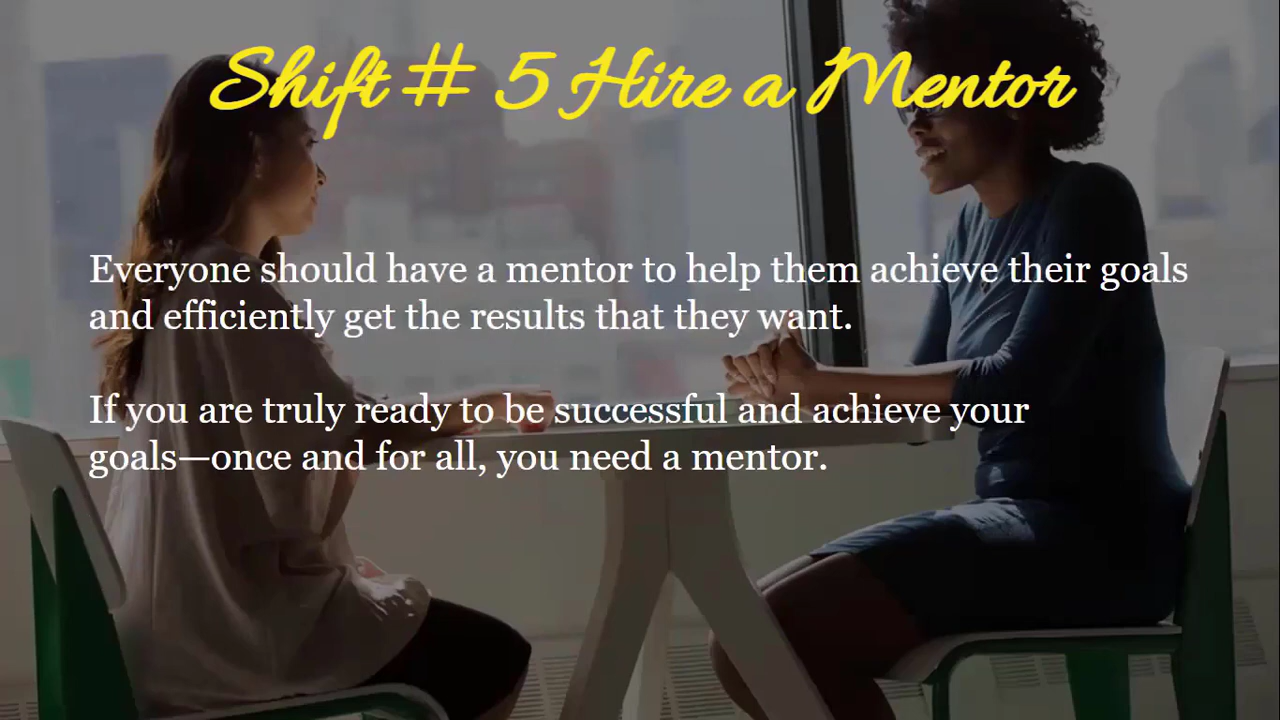 Shift # 5 Hire a Mentor
Everyone should have a mentor to help them achieve their goals
and efficiently get the results that they want.
If you are truly ready to be successful and achieve your
goals—once and for all, you need a mentor.